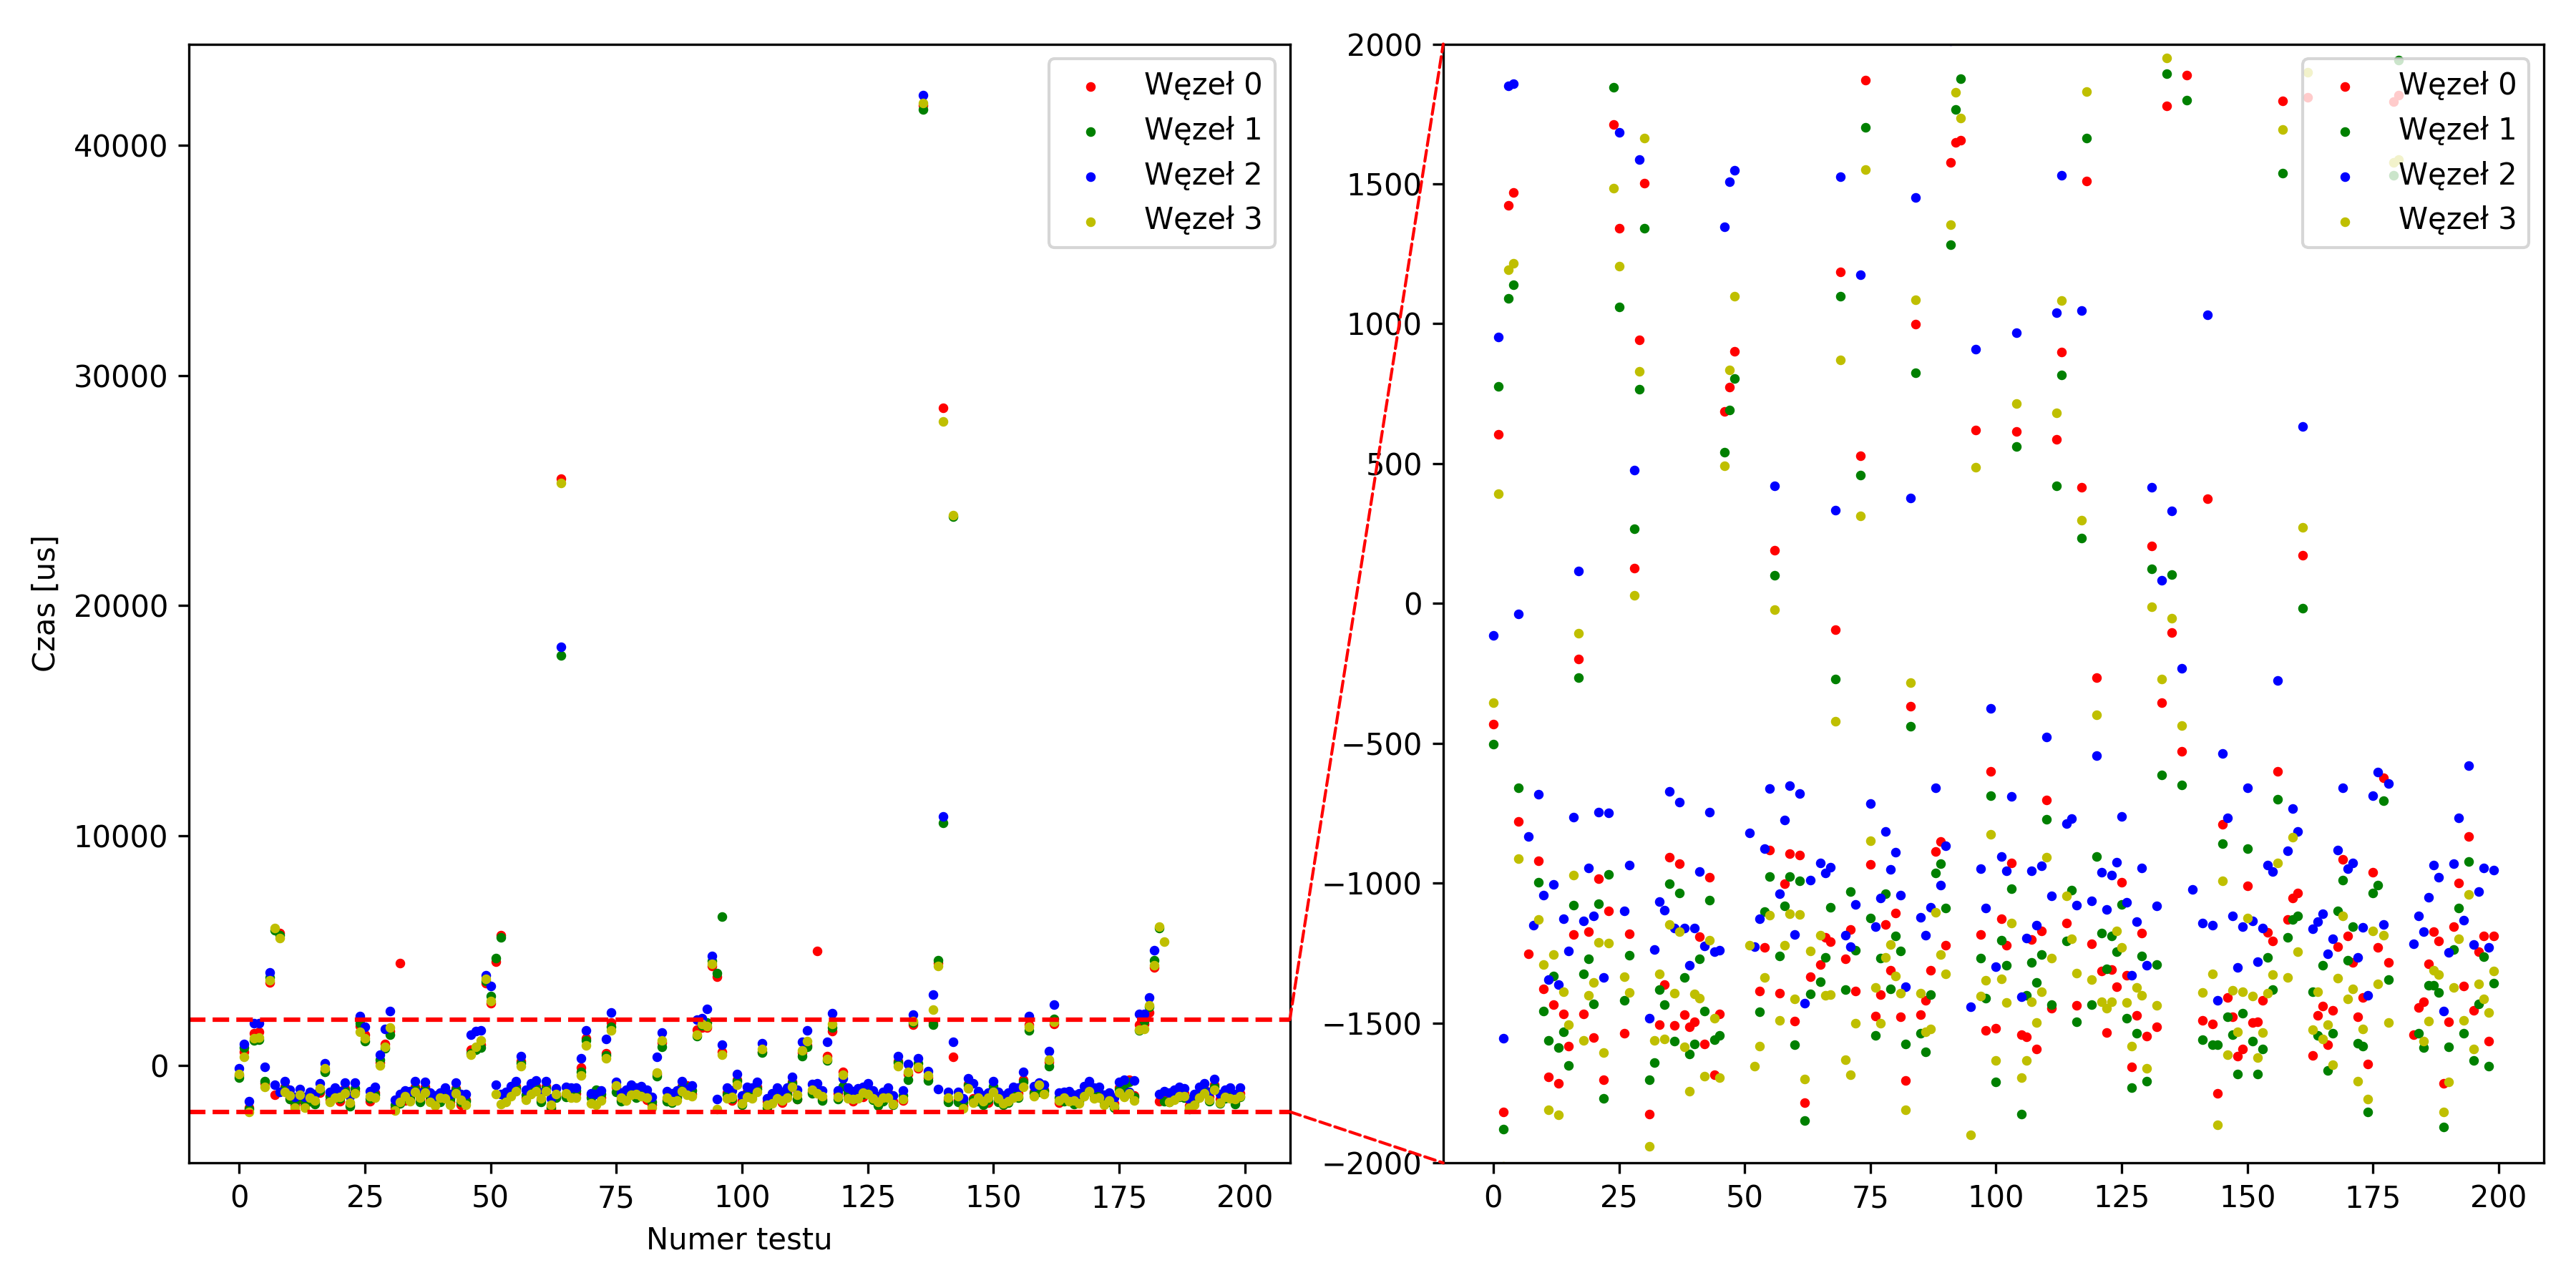 Węzeł 0
Węzeł 1
Węzeł 2
Węzeł 3
40000
30000
20000
10000
0
Czas [us]
0 25 50 75 100 125 150 175 200
Numer testu
Węzeł 0
Węzeł 1
Węzeł 2
Węzeł 3
2000
1500
1000
500
0
−500
−1000
−1500
−2000
0 25 50 75 100 125 150 175 200